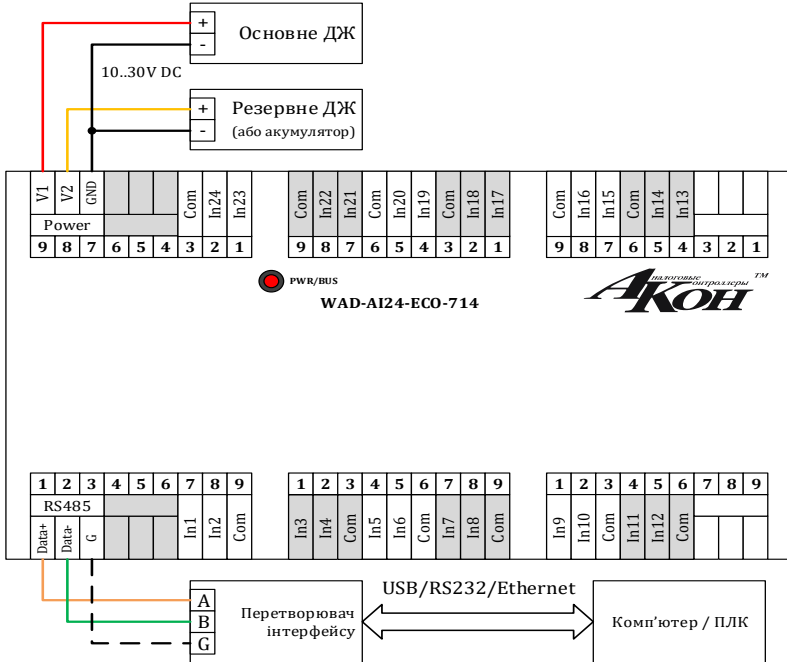 +
-
Основне ДЖ
10..30V DC
+
-
Резервне ДЖ
(або акумулятор)
V1 V2 GND Com In24 In23
Power
9 8 7 6 5 4 3 2 1
Com In22 In21 Com In20 In19 Com In18 In17
9 8 7 6 5 4 3 2 1
Com In16 In15 Com In14 In13
9 8 7 6 5 4 3 2 1
PWR/BUS
WAD-AI24-ECO-714
Аналоговые контроллеры
АКОН TM
1 2 3 4 5 6 7 8 9
RS485
Data+ Data- G In1 In2 Com
1 2 3 4 5 6 7 8 9
In3 In4 Com In5 In6 Com In7 In8 Com
1 2 3 4 5 6 7 8 9
In9 In10 Com In11 In12 Com
A
B
G
Перетворювач
інтерфейсу
USB/RS232/Ethernet
Комп’ютер / ПЛК